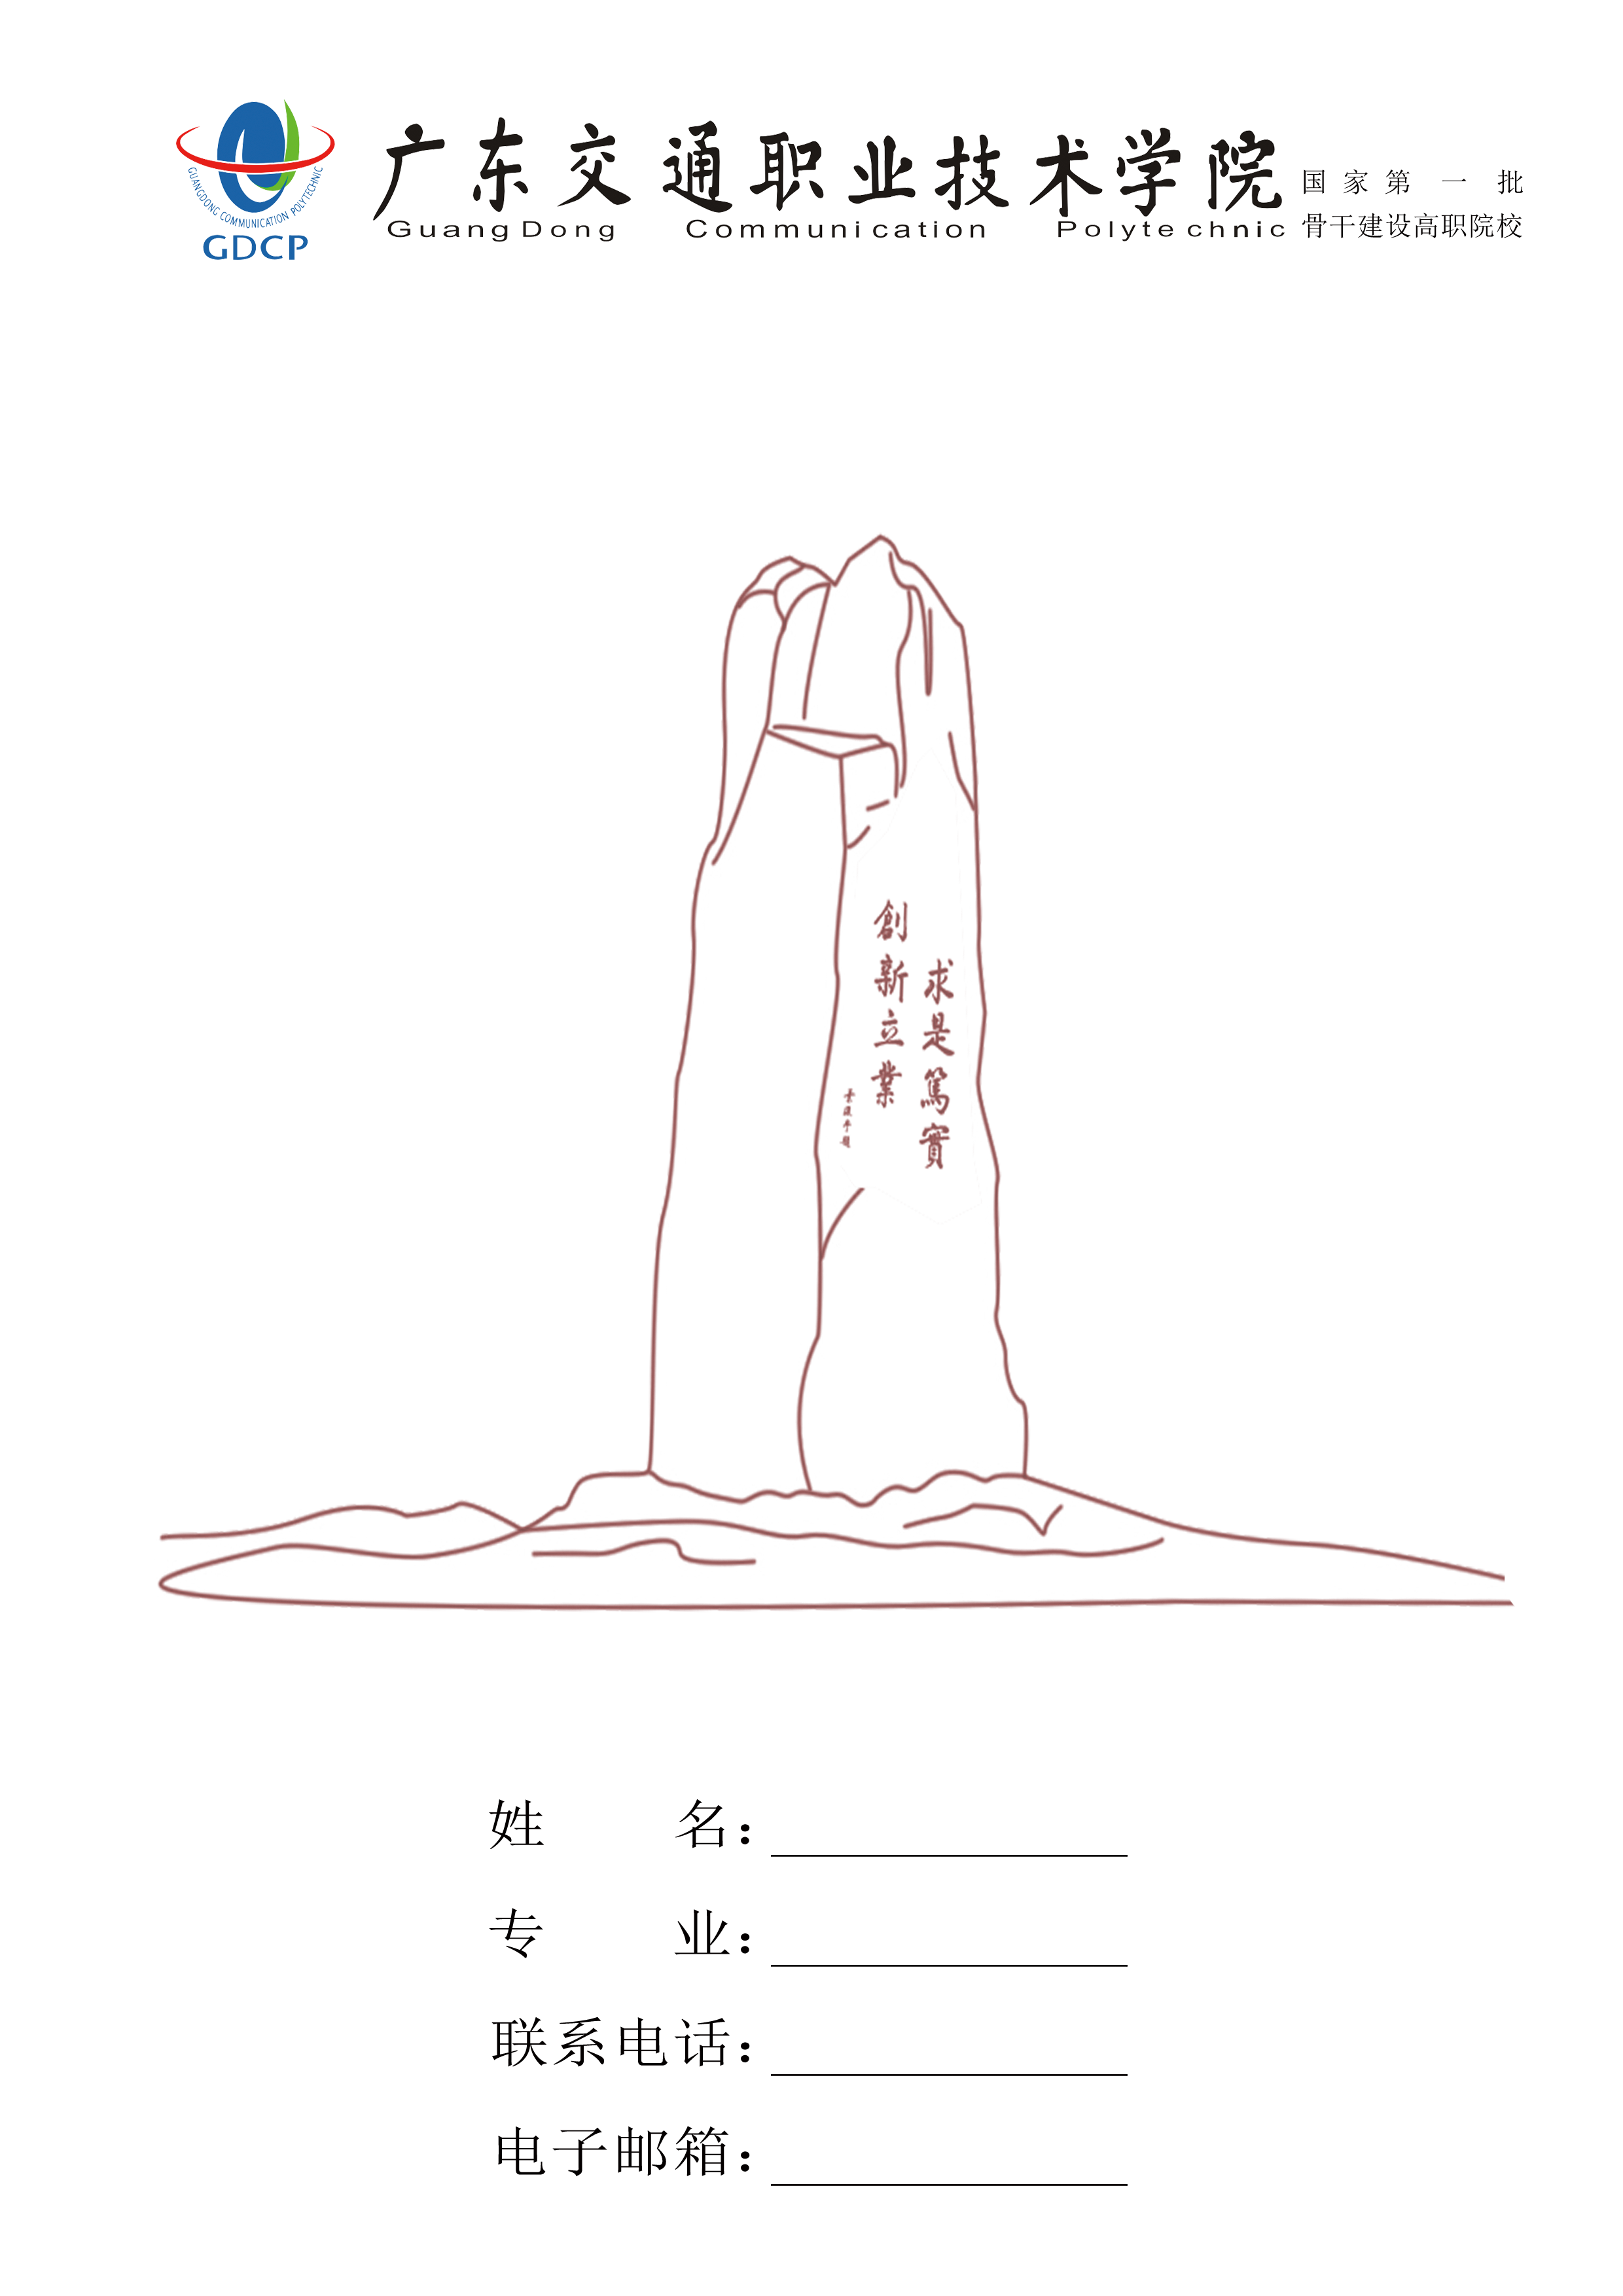 广东交通职业技术学院
GuangDong Communication Polytechnic
国家第一批
骨干建设高职院校
GUANGDONG COMMUNICATION POLYTECHNIC
GDCP
求是篤實
創新立業
姓名：
专业：
联系电话：
电子邮箱：